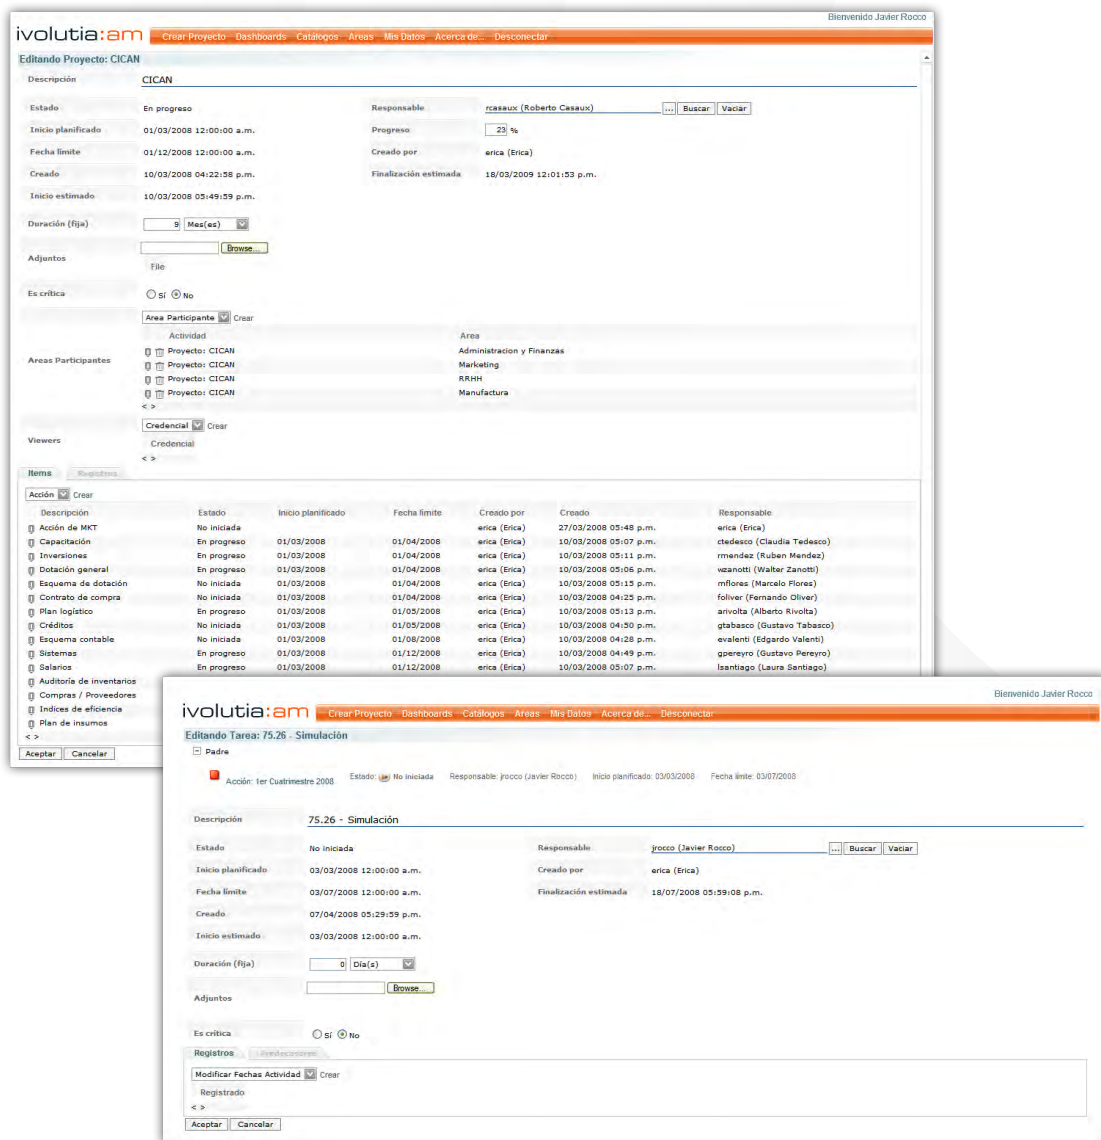 Bienvenido Javier Rocco
ivolutia:am Crear Proyecto Dashboards Catálogos Areas Mis Datos Acerca de... Desconectar
Editando Proyecto: CICAN
Descripción CICAN
Estado En progreso Responsable rcasaux (Roberto Casaux) ... Buscar Vaciar
Inicio planificado 01/03/2008 12:00:00 a.m. Progreso 23 %
Fecha límite 01/12/2008 12:00:00 a.m. Creado por erica (Erica)
Creado 10/03/2008 04:22:58 p.m. Finalización estimada 18/03/2009 12:01:53 p.m.
Inicio estimado 10/03/2008 05:49:59 p.m.
Duración (fija) 9 Mes(es)
Adjuntos Browse...
File
Es crítica Sí No
Area Participante Crear
Actividad Area
Areas Participantes
Proyecto: CICAN Administracion y Finanzas
Proyecto: CICAN Marketing
Proyecto: CICAN RRHH
Proyecto: CICAN Manufactura
< >
Credencial Crear
Viewers Credencial
< >
Items Registros
Acción Crear
Descripción Estado Inicio planificado Fecha límite Creado por Creado Responsable
Acción de MKT No iniciada erica (Erica) 27/03/2008 05:48 p.m. erica (Erica)
Capacitación En progreso 01/03/2008 01/04/2008 erica (Erica) 10/03/2008 05:07 p.m. ctedesco (Claudia Tedesco)
Inversiones En progreso 01/03/2008 01/04/2008 erica (Erica) 10/03/2008 05:11 p.m. rmendez (Ruben Mendez)
Dotación general En progreso 01/03/2008 01/04/2008 erica (Erica) 10/03/2008 05:06 p.m. wzanotti (Walter Zanotti)
Esquema de dotación No iniciada 01/03/2008 01/04/2008 erica (Erica) 10/03/2008 05:15 p.m. mflores (Marcelo Flores)
Contrato de compra No iniciada 01/03/2008 01/04/2008 erica (Erica) 10/03/2008 04:25 p.m. foliver (Fernando Oliver)
Plan logístico En progreso 01/03/2008 01/05/2008 erica (Erica) 10/03/2008 05:13 p.m. arivolta (Alberto Rivolta)
Créditos No iniciada 01/03/2008 01/05/2008 erica (Erica) 10/03/2008 04:50 p.m. gtabasco (Gustavo Tabasco)
Esquema contable No iniciada 01/03/2008 01/08/2008 erica (Erica) 10/03/2008 04:28 p.m. evalenti (Edgardo Valenti)
Sistemas En progreso 01/03/2008 01/12/2008 erica (Erica) 10/03/2008 04:49 p.m. gpereyro (Gustavo Pereyro)
Salarios En progreso 01/03/2008 01/12/2008 erica (Erica) 10/03/2008 05:07 p.m. lsantiago (Laura Santiago)
Auditoría de inventarios
Compras / Proveedores
Indices de eficiencia
Plan de insumos
< >
Aceptar Cancelar
Bienvenido Javier Rocco
ivolutia:am Crear Proyecto Dashboards Catálogos Areas Mis Datos Acerca de... Desconectar
Editando Tarea: 75.26 - Simulación
Padre
Acción: 1er Cuatrimestre 2008 Estado: No iniciada Responsable: jrocco (Javier Rocco) Inicio planificado: 03/03/2008 Fecha límite: 03/07/2008
Descripción 75.26 - Simulación
Estado No iniciada Responsable jrocco (Javier Rocco) ... Buscar Vaciar
Inicio planificado 03/03/2008 12:00:00 a.m. Creado por erica (Erica)
Fecha límite 03/07/2008 12:00:00 a.m. Finalización estimada 18/07/2008 05:59:08 p.m.
Creado 07/04/2008 05:29:59 p.m.
Inicio estimado 03/03/2008 12:00:00 a.m.
Duración (fija) 0 Día(s)
Adjuntos Browse...
Es crítica Sí No
Registros Predecesores
Modificar Fechas Actividad Crear
Registrado
< >
Aceptar Cancelar